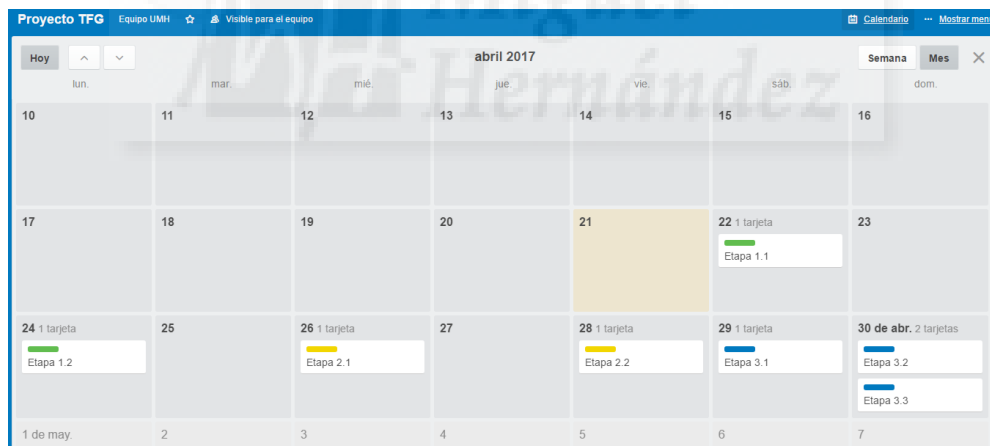 Proyecto TFG Equipo UMH Visible para el equipo Calendario ··· Mostrar menú
Hoy abril 2017 Semana Mes
lun. mar. mié. jue. vie. sáb. dom.
10 11 12 13 14 15 16
17 18 19 20 21 22 1 tarjeta 23
Etapa 1.1
24 1 tarjeta 25 26 1 tarjeta 27 28 1 tarjeta 29 1 tarjeta 30 de abr. 2 tarjetas
Etapa 1.2 Etapa 2.1 Etapa 2.2 Etapa 3.1 Etapa 3.2
Etapa 3.3
1 de may. 2 3 4 5 6 7
Miguel
Hernández